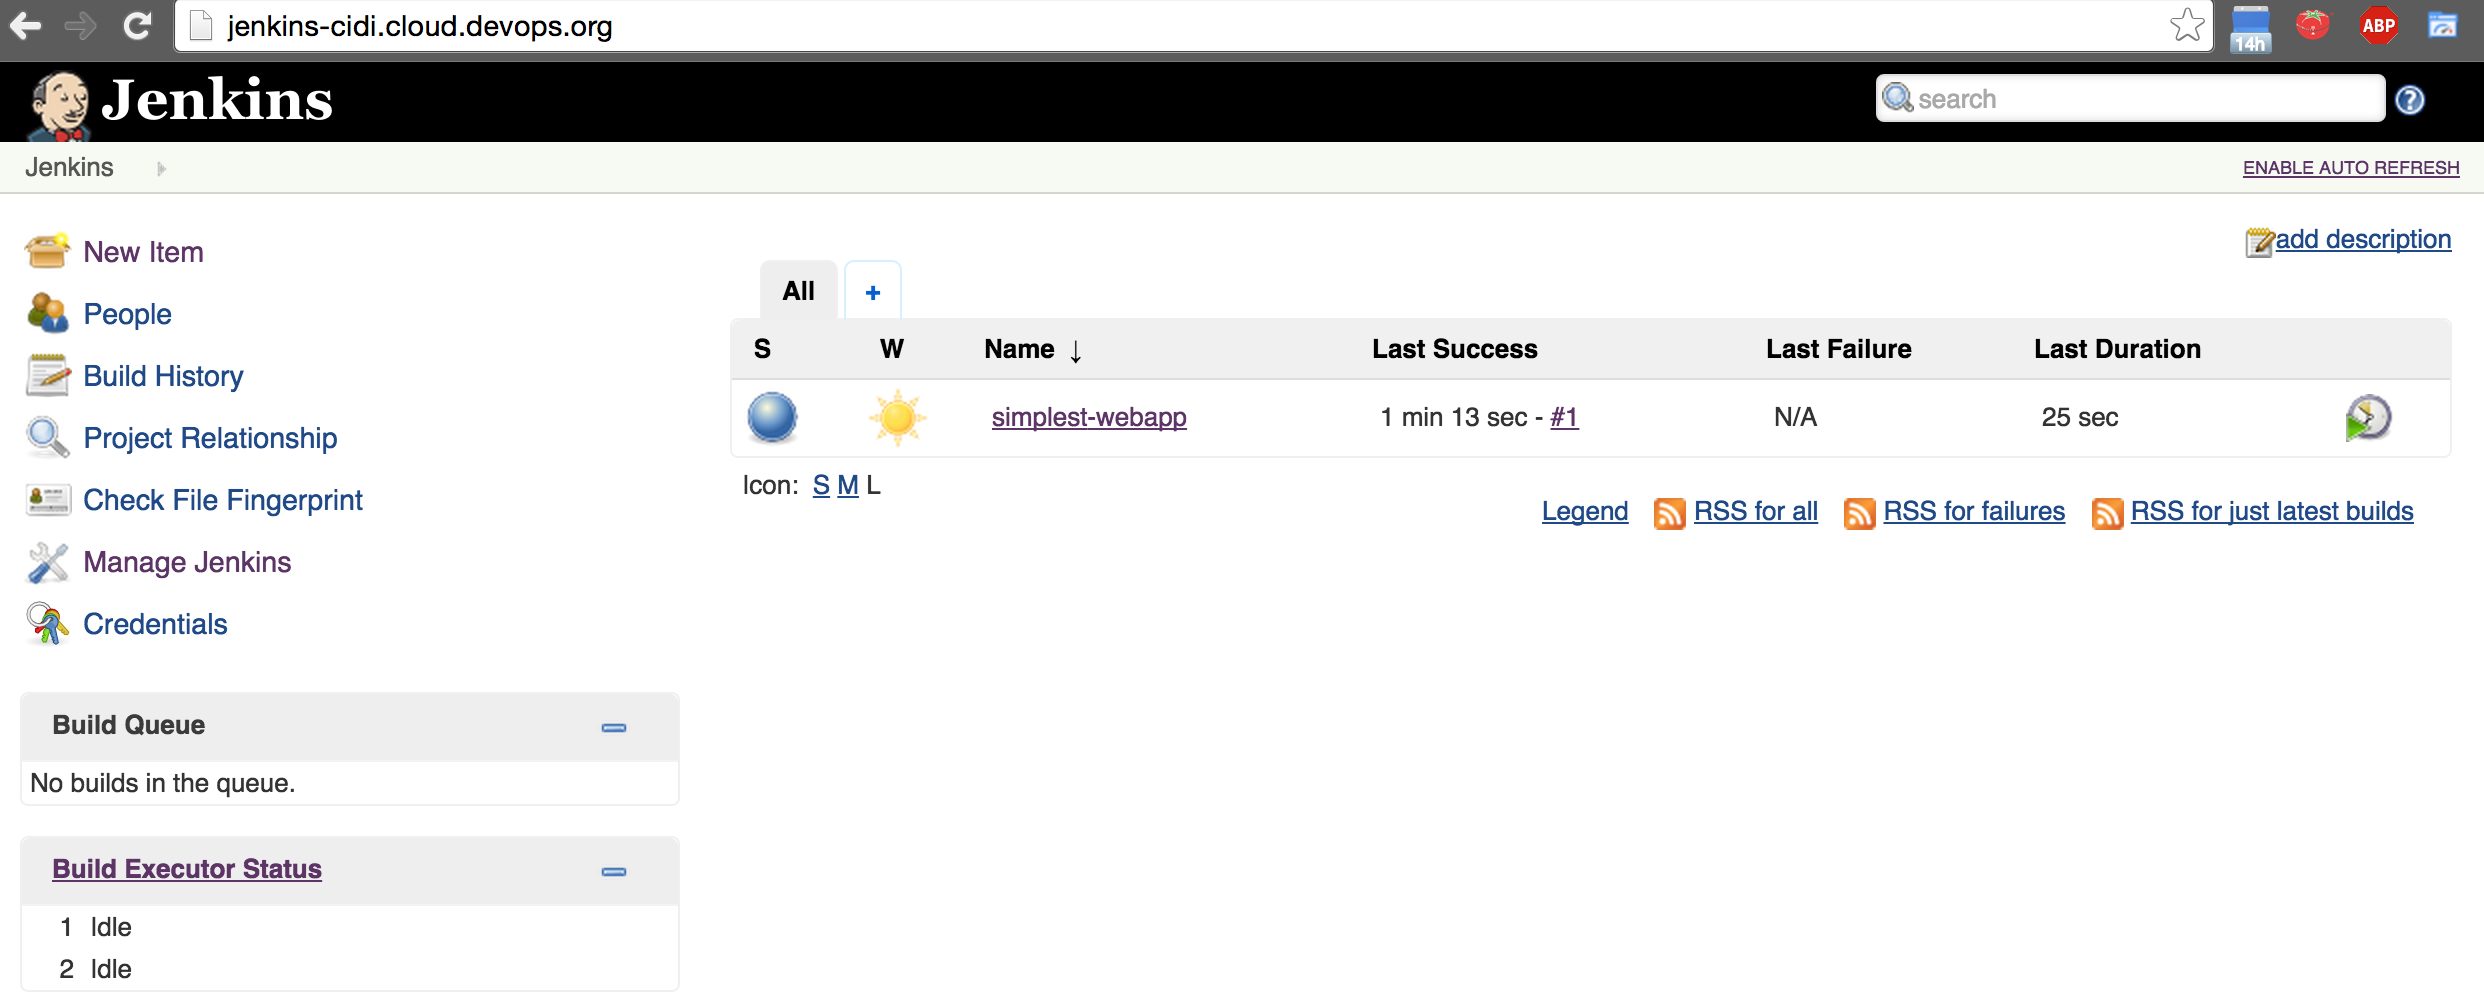 jenkins-cidi.cloud.devops.org
14h
ABP
Jenkins
search
?
Jenkins
ENABLE AUTO REFRESH
New Item
People
Build History
Project Relationship
Check File Fingerprint
Manage Jenkins
Credentials
add description
All +
S W Name ↓ Last Success Last Failure Last Duration
simplest-webapp 1 min 13 sec - #1 N/A 25 sec
Icon: S M L
Legend RSS for all RSS for failures RSS for just latest builds
Build Queue
No builds in the queue.
Build Executor Status
1 Idle
2 Idle